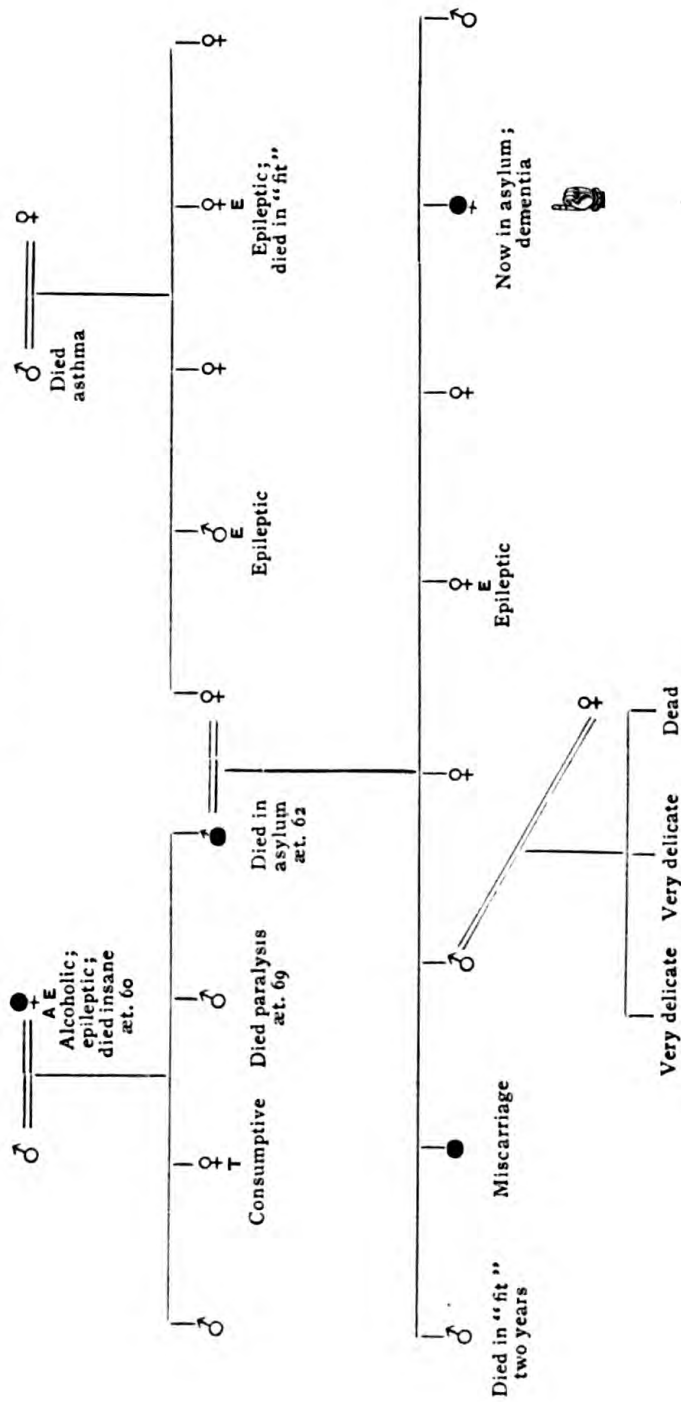 A E
Alcoholic;
epileptic;
died insane
æt. 60
Died
asthma
T
Consumptive
Died paralysis
æt. 69
Died in
asylum
æt. 62
E
Epileptic
E
Epileptic;
died in “fit”
Died in “fit”
two years
Miscarriage
E
Epileptic
Now in asylum;
dementia
Very delicate Very delicate Dead